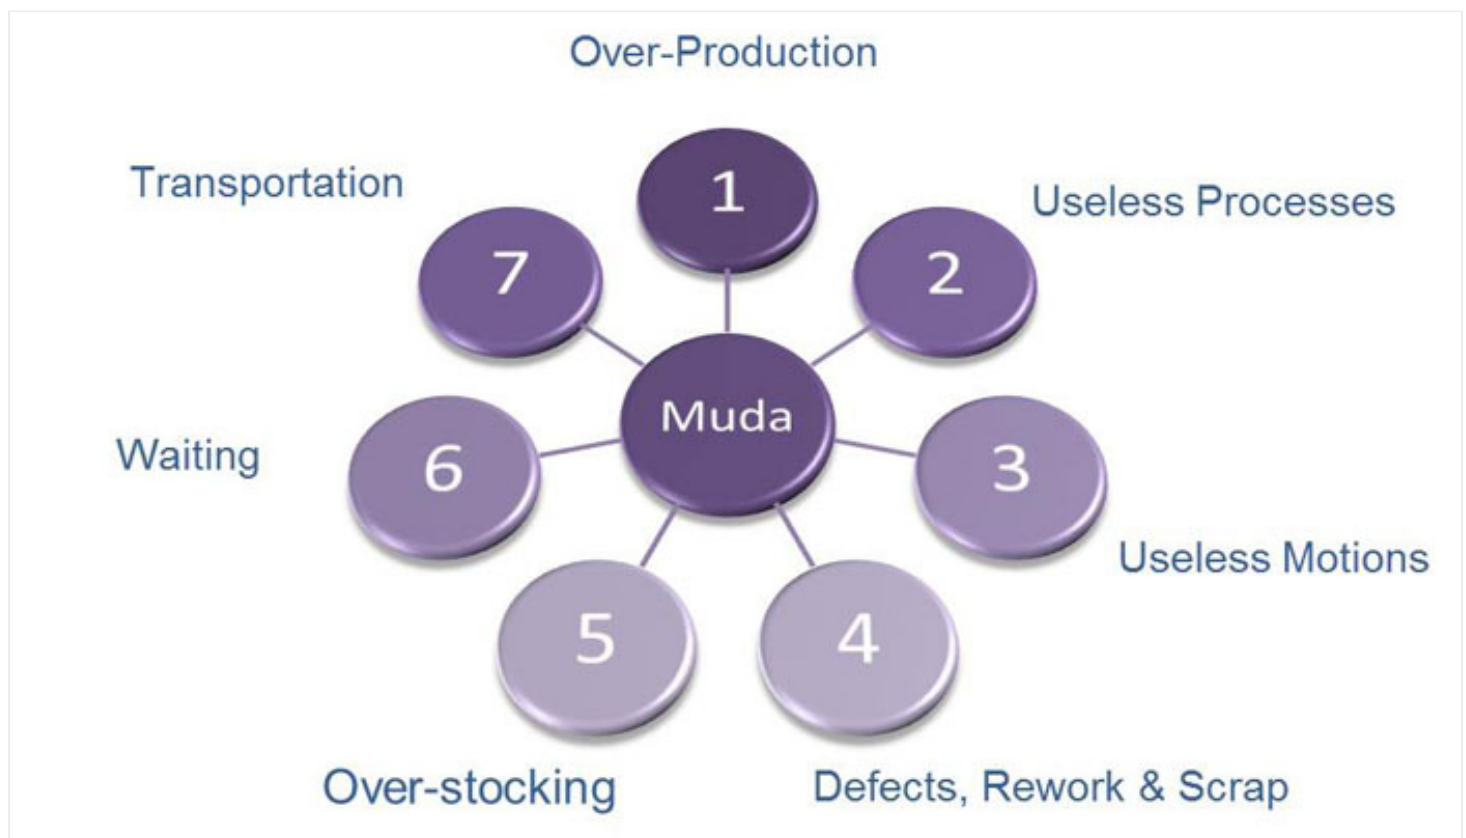 Over-Production
1
Useless Processes
2
Useless Motions
3
Defects, Rework & Scrap
4
Over-stocking
5
Waiting
6
Transportation
7
Muda